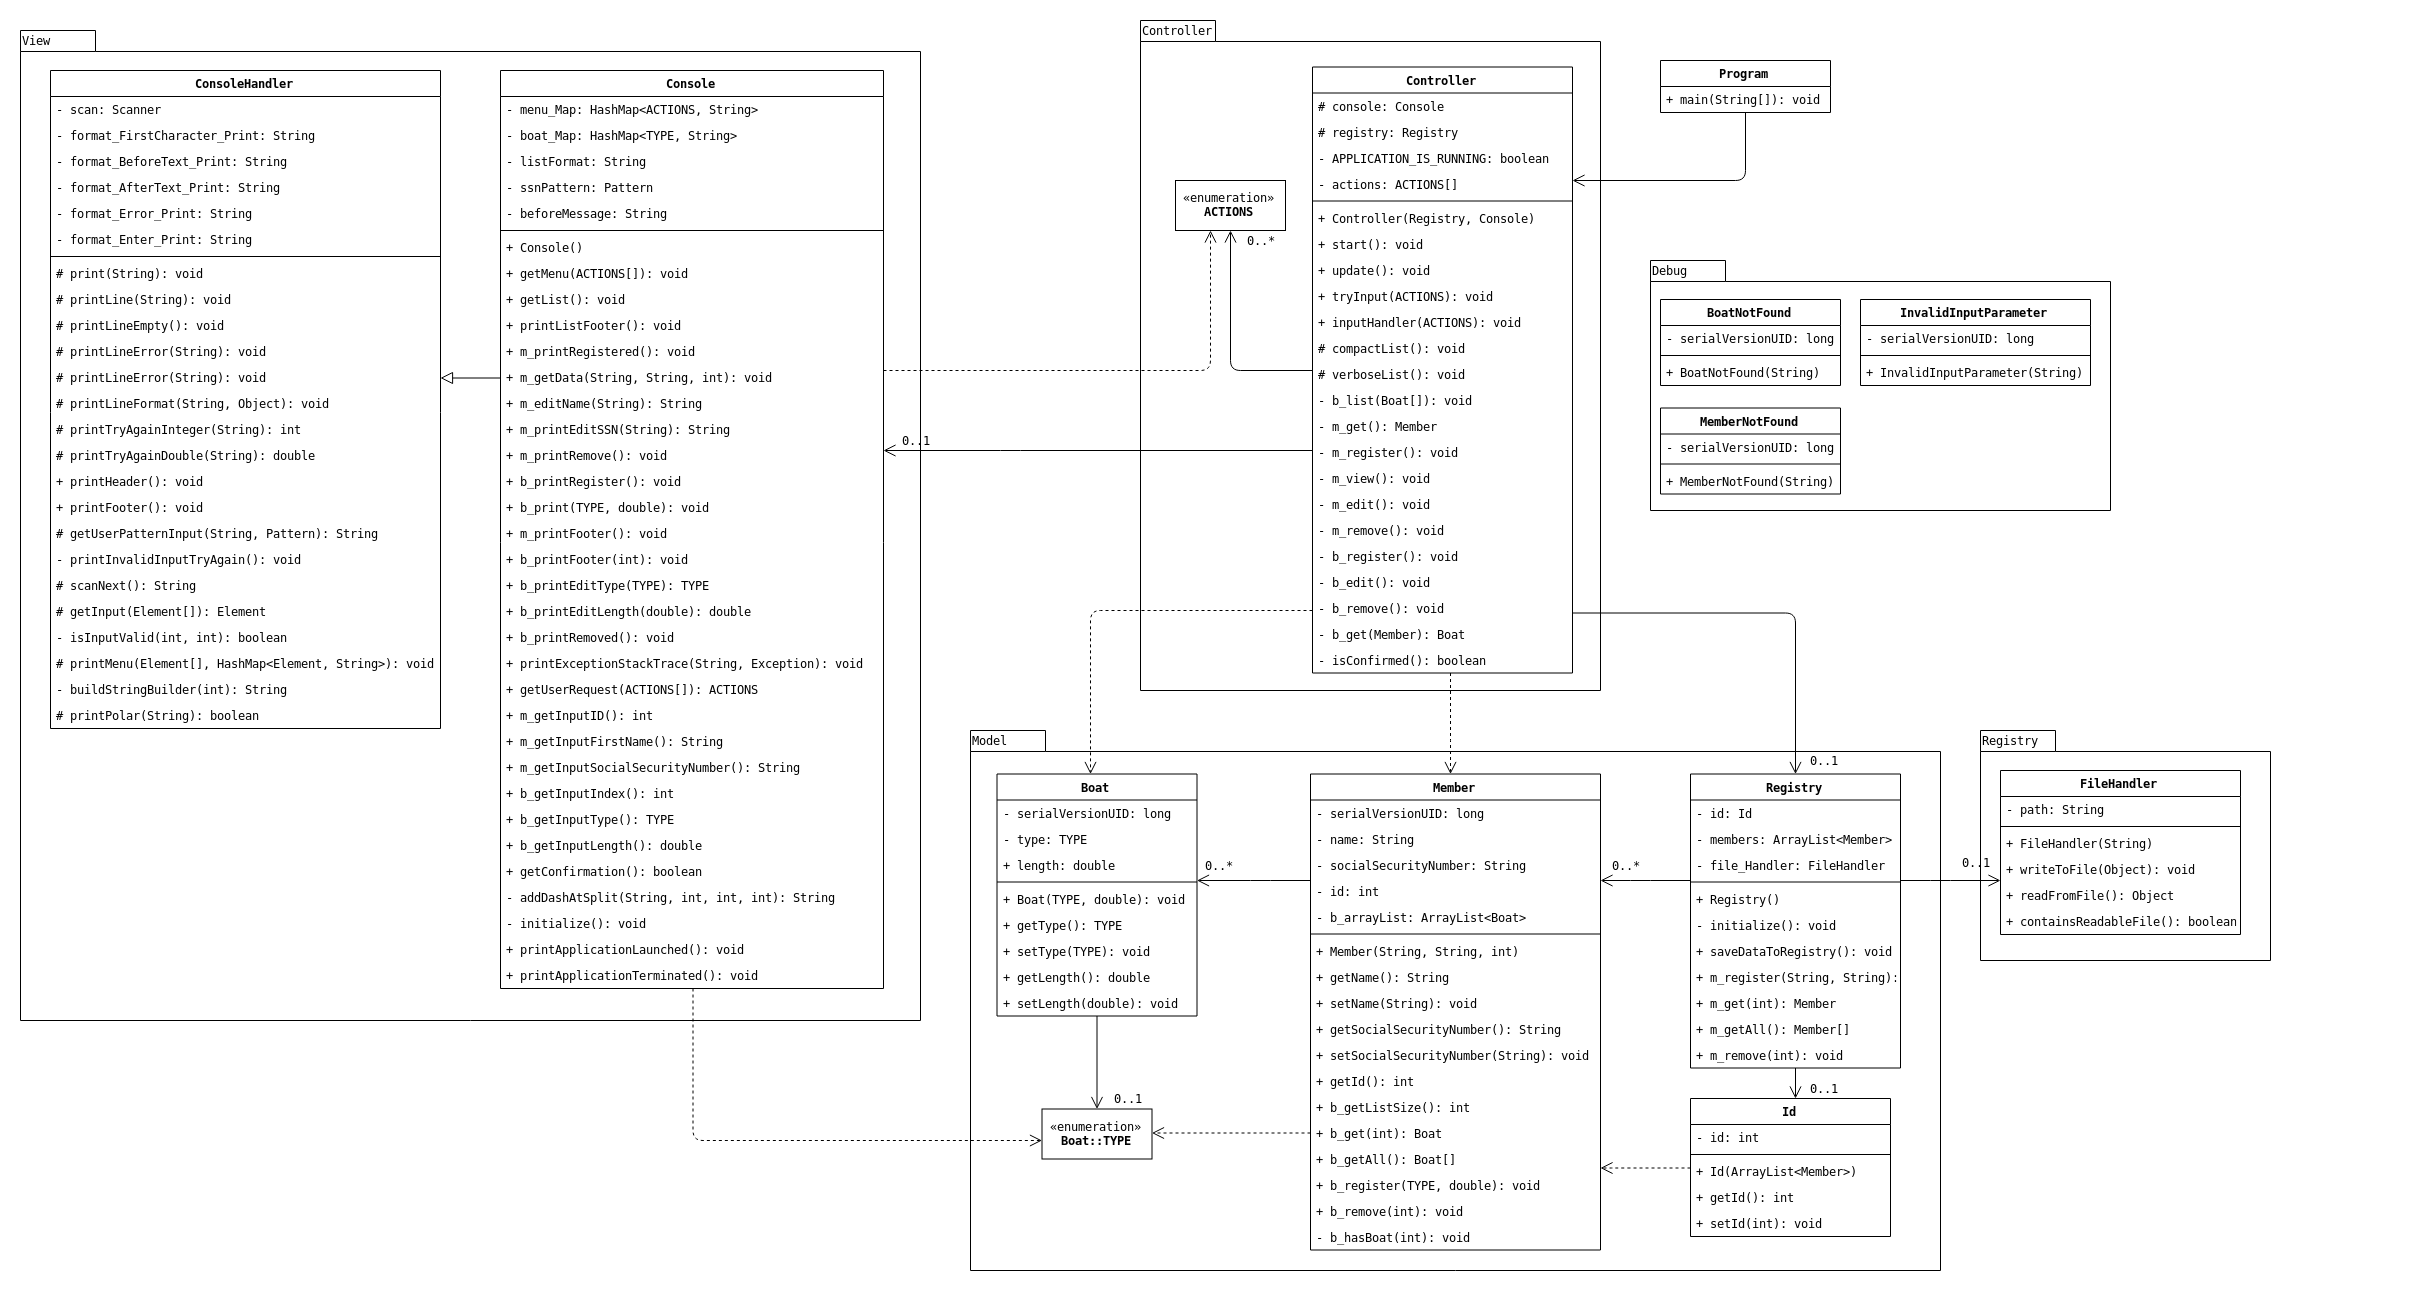 View
ConsoleHandler
- scan: Scanner
- format_FirstCharacter_Print: String
- format_BeforeText_Print: String
- format_AfterText_Print: String
- format_Error_Print: String
- format_Enter_Print: String
# print(String): void
# printLine(String): void
# printLineEmpty(): void
# printLineError(String): void
# printLineError(String): void
# printLineFormat(String, Object): void
# printTryAgainInteger(String): int
# printTryAgainDouble(String): double
+ printHeader(): void
+ printFooter(): void
# getUserPatternInput(String, Pattern): String
- printInvalidInputTryAgain(): void
# scanNext(): String
# getInput(Element[]): Element
- isInputValid(int, int): boolean
# printMenu(Element[], HashMap<Element, String>): void
- buildStringBuilder(int): String
# printPolar(String): boolean
Console
- menu_Map: HashMap<ACTIONS, String>
- boat_Map: HashMap<TYPE, String>
- listFormat: String
- ssnPattern: Pattern
- beforeMessage: String
+ Console()
+ getMenu(ACTIONS[]): void
+ getList(): void
+ printListFooter(): void
+ m_printRegistered(): void
+ m_getData(String, String, int): void
+ m_editName(String): String
+ m_printEditSSN(String): String
+ m_printRemove(): void
+ b_printRegister(): void
+ b_print(TYPE, double): void
+ m_printFooter(): void
+ b_printFooter(int): void
+ b_printEditType(TYPE): TYPE
+ b_printEditLength(double): double
+ b_printRemoved(): void
+ printExceptionStackTrace(String, Exception): void
+ getUserRequest(ACTIONS[]): ACTIONS
+ m_getInputID(): int
+ m_getInputFirstName(): String
+ m_getInputSocialSecurityNumber(): String
+ b_getInputIndex(): int
+ b_getInputType(): TYPE
+ b_getInputLength(): double
+ getConfirmation(): boolean
- addDashAtSplit(String, int, int, int): String
- initialize(): void
+ printApplicationLaunched(): void
+ printApplicationTerminated(): void
0..1
Controller
«enumeration»
ACTIONS
0..*
Controller
# console: Console
# registry: Registry
- APPLICATION_IS_RUNNING: boolean
- actions: ACTIONS[]
+ Controller(Registry, Console)
+ start(): void
+ update(): void
+ tryInput(ACTIONS): void
+ inputHandler(ACTIONS): void
# compactList(): void
# verboseList(): void
- b_list(Boat[]): void
- m_get(): Member
- m_register(): void
- m_view(): void
- m_edit(): void
- m_remove(): void
- b_register(): void
- b_edit(): void
- b_remove(): void
- b_get(Member): Boat
- isConfirmed(): boolean
Program
+ main(String[]): void
Debug
BoatNotFound
- serialVersionUID: long
+ BoatNotFound(String)
InvalidInputParameter
- serialVersionUID: long
+ InvalidInputParameter(String)
MemberNotFound
- serialVersionUID: long
+ MemberNotFound(String)
Model
Boat
- serialVersionUID: long
- type: TYPE
+ length: double
+ Boat(TYPE, double): void
+ getType(): TYPE
+ setType(TYPE): void
+ getLength(): double
+ setLength(double): void
0..1
«enumeration»
Boat::TYPE
0..*
Member
- serialVersionUID: long
- name: String
- socialSecurityNumber: String
- id: int
- b_arrayList: ArrayList<Boat>
+ Member(String, String, int)
+ getName(): String
+ setName(String): void
+ getSocialSecurityNumber(): String
+ setSocialSecurityNumber(String): void
+ getId(): int
+ b_getListSize(): int
+ b_get(int): Boat
+ b_getAll(): Boat[]
+ b_register(TYPE, double): void
+ b_remove(int): void
- b_hasBoat(int): void
0..*
0..1
Registry
- id: Id
- members: ArrayList<Member>
- file_Handler: FileHandler
+ Registry()
- initialize(): void
+ saveDataToRegistry(): void
+ m_register(String, String):
+ m_get(int): Member
+ m_getAll(): Member[]
+ m_remove(int): void
0..1
Id
- id: int
+ Id(ArrayList<Member>)
+ getId(): int
+ setId(int): void
0..1
Registry
FileHandler
- path: String
+ FileHandler(String)
+ writeToFile(Object): void
+ readFromFile(): Object
+ containsReadableFile(): boolean